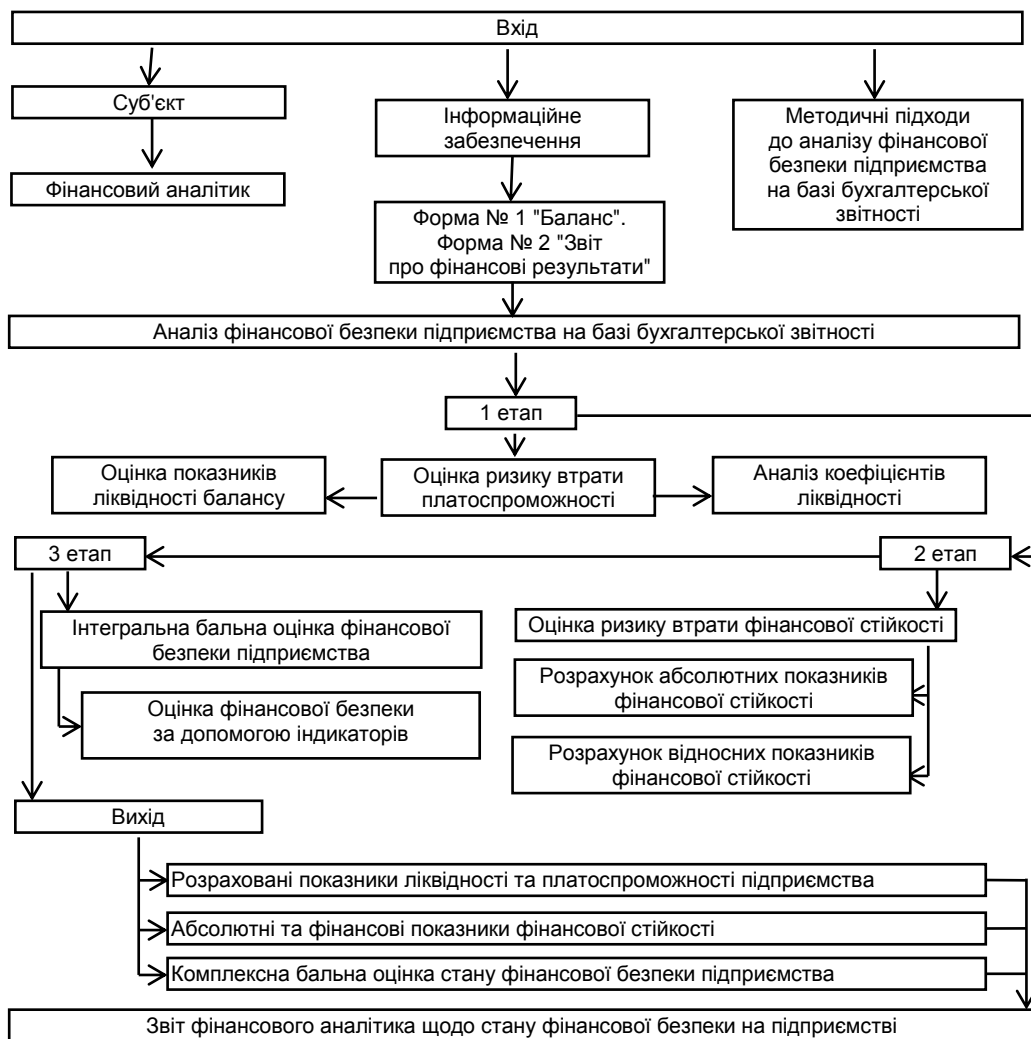 Вхід
Суб'єкт
Фінансовий аналітик
Інформаційне
забезпечення
Форма № 1 "Баланс".
Форма № 2 "Звіт
про фінансові результати"
Методичні підходи
до аналізу фінансової
безпеки підприємства
на базі бухгалтерської
звітності
Аналіз фінансової безпеки підприємства на базі бухгалтерської звітності
1 етап
Оцінка показників
ліквідності балансу
Оцінка ризику втрати
платоспроможності
Аналіз коефіцієнтів
ліквідності
3 етап
2 етап
Інтегральна бальна оцінка фінансової
безпеки підприємства
Оцінка фінансової безпеки
за допомогою індикаторів
Оцінка ризику втрати фінансової стійкості
Розрахунок абсолютних показників
фінансової стійкості
Розрахунок відносних показників
фінансової стійкості
Вихід
Розраховані показники ліквідності та платоспроможності підприємства
Абсолютні та фінансові показники фінансової стійкості
Комплексна бальна оцінка стану фінансової безпеки підприємства
Звіт фінансового аналітика щодо стану фінансової безпеки на підприємстві